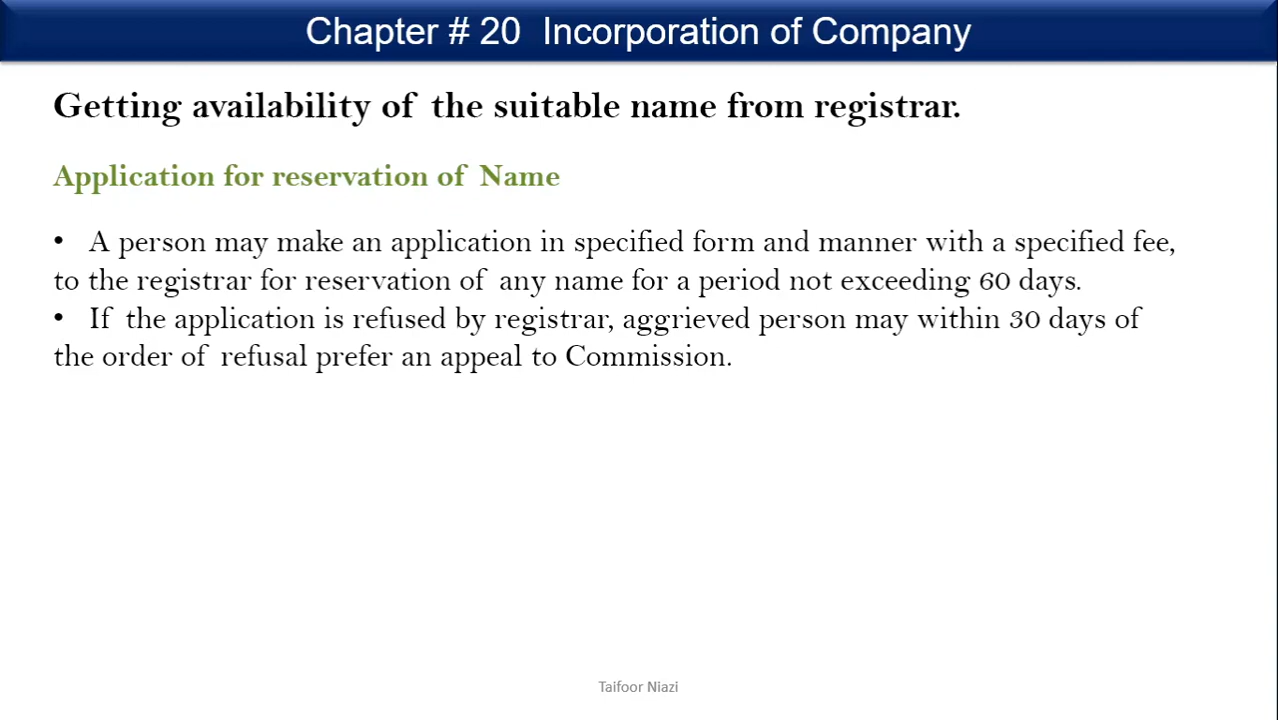 Chapter # 20 Incorporation of Company
Getting availability of the suitable name from registrar.
Application for reservation of Name
• A person may make an application in specified form and manner with a specified fee,
to the registrar for reservation of any name for a period not exceeding 60 days.
• If the application is refused by registrar, aggrieved person may within 30 days of
the order of refusal prefer an appeal to Commission.
Taifoor Niazi